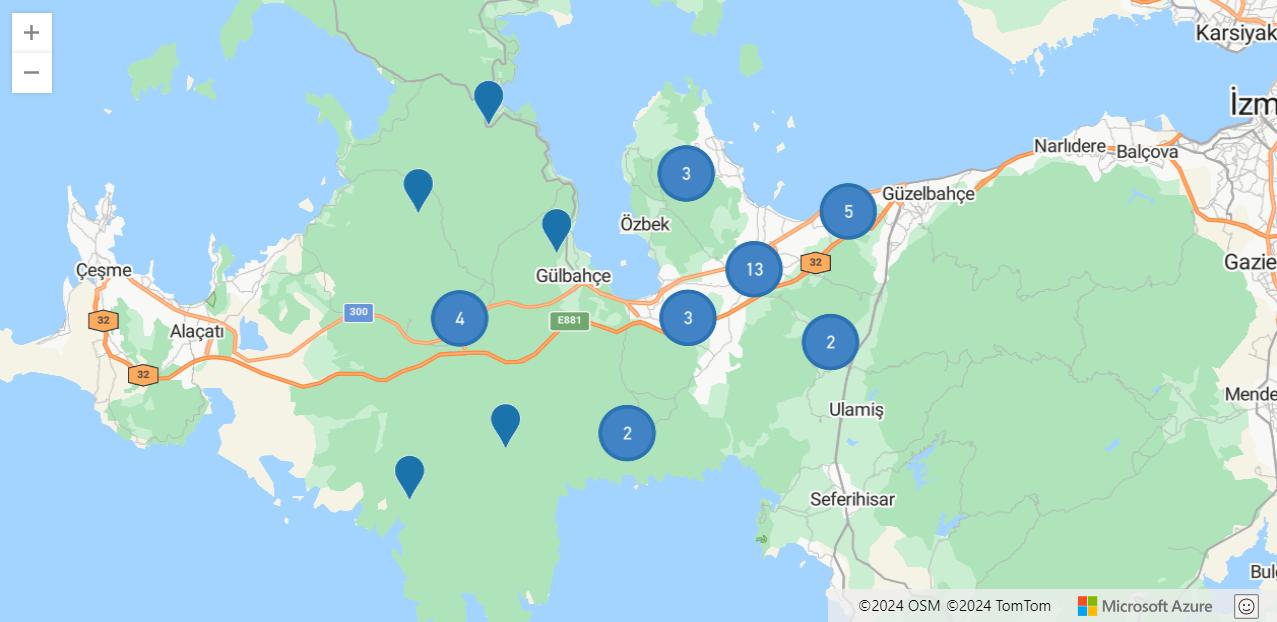 +
−
Karsiyak
İzm
Narlıdere
Balçova
3
Güzelbahçe
5
Özbek
32
Gazie
13
Çeşme
Gülbahçe
300
4
E881
3
32
Alaçatı
2
32
Mende
Ulamiş
2
Seferihisar
Bulg
©2024 OSM ©2024 TomTom
Microsoft Azure